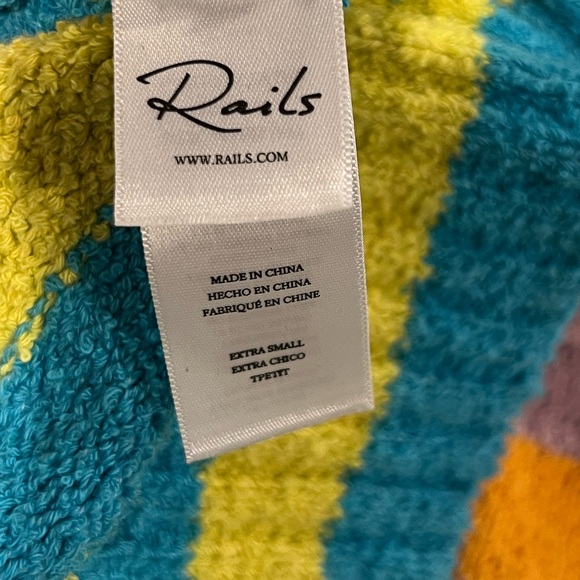 Rails
WWW.RAILS.COM
MADE IN CHINA
HECHO EN CHINA
FABRIQUÉ EN CHINE
EXTRA SMALL
EXTRA CHICO
TPETIT